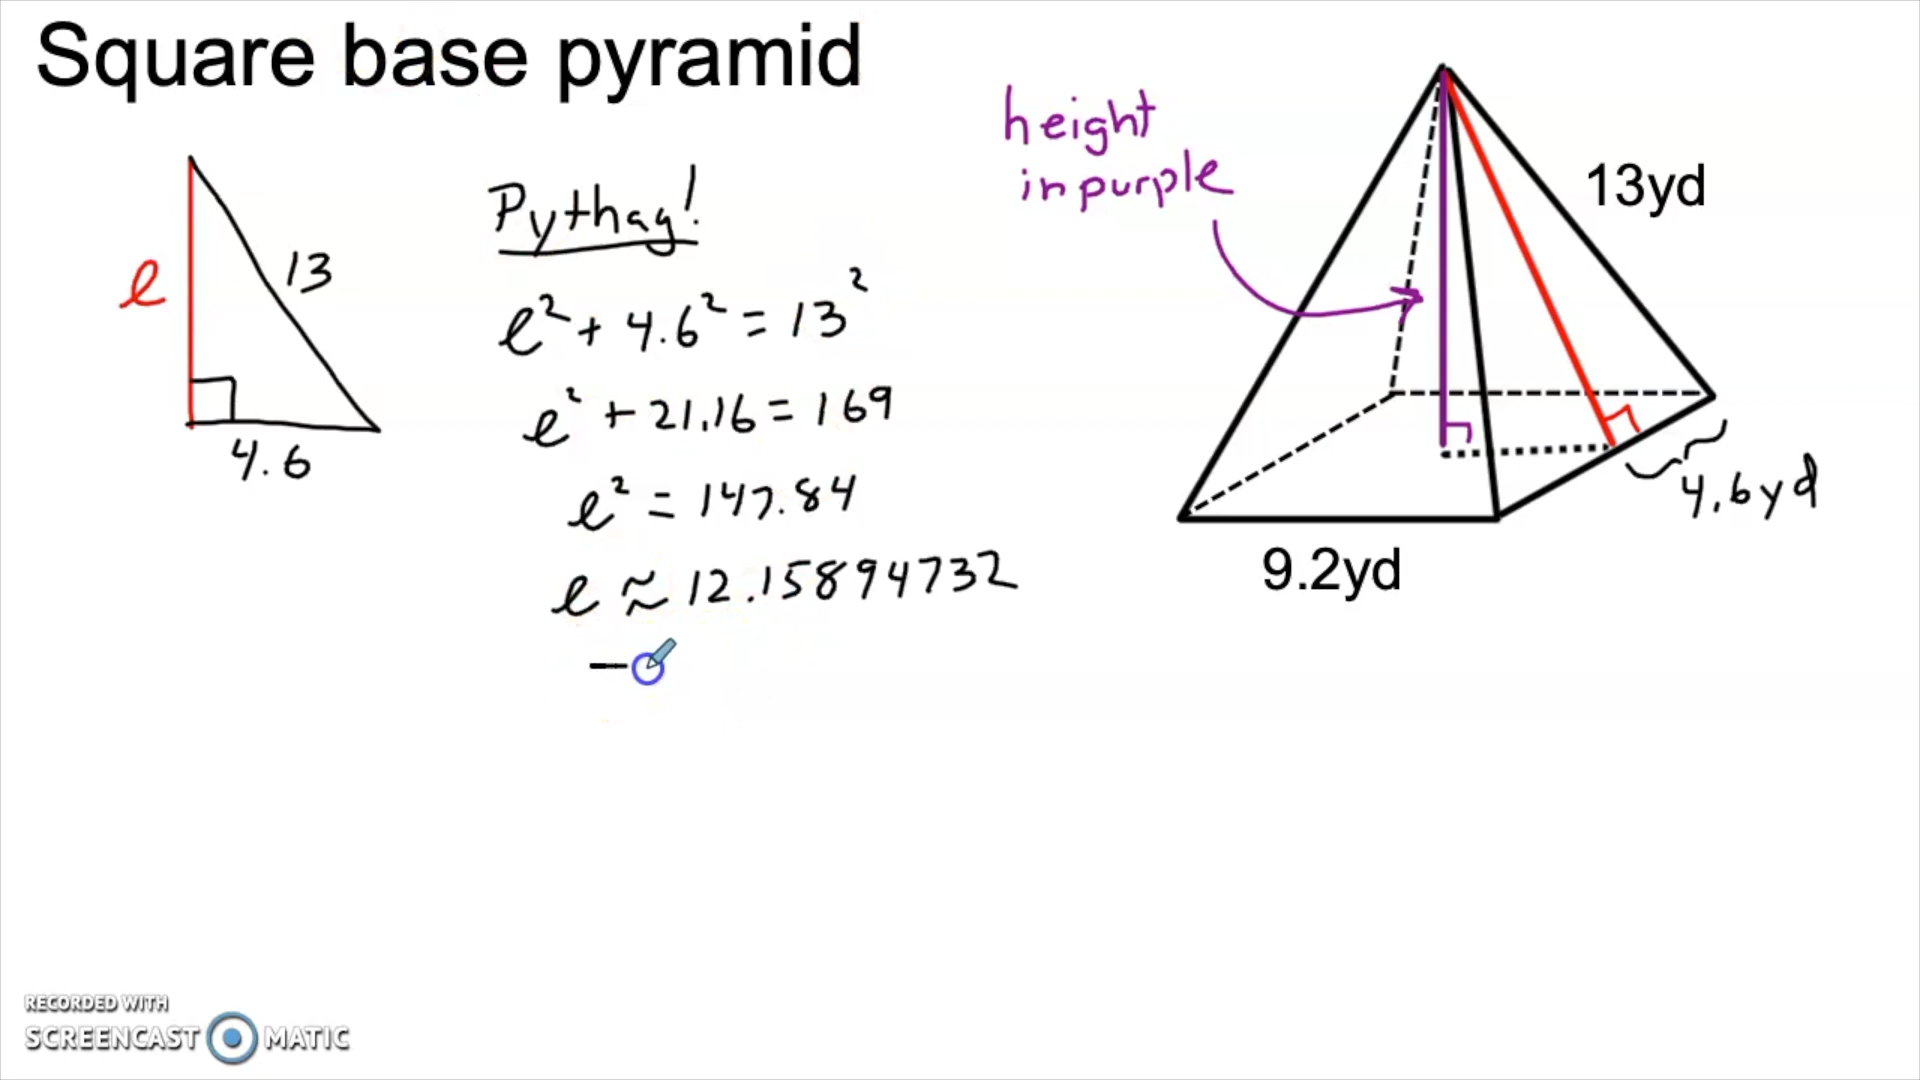 Square base pyramid
height
in purple
13yd
Pythag!
ℓ
13
ℓ² + 4.6² = 13²
ℓ² + 21.16 = 169
4.6
ℓ² = 147.84
4.6yd
ℓ ≈ 12.15894732
9.2yd
RECORDED WITH
SCREENCAST MATIC